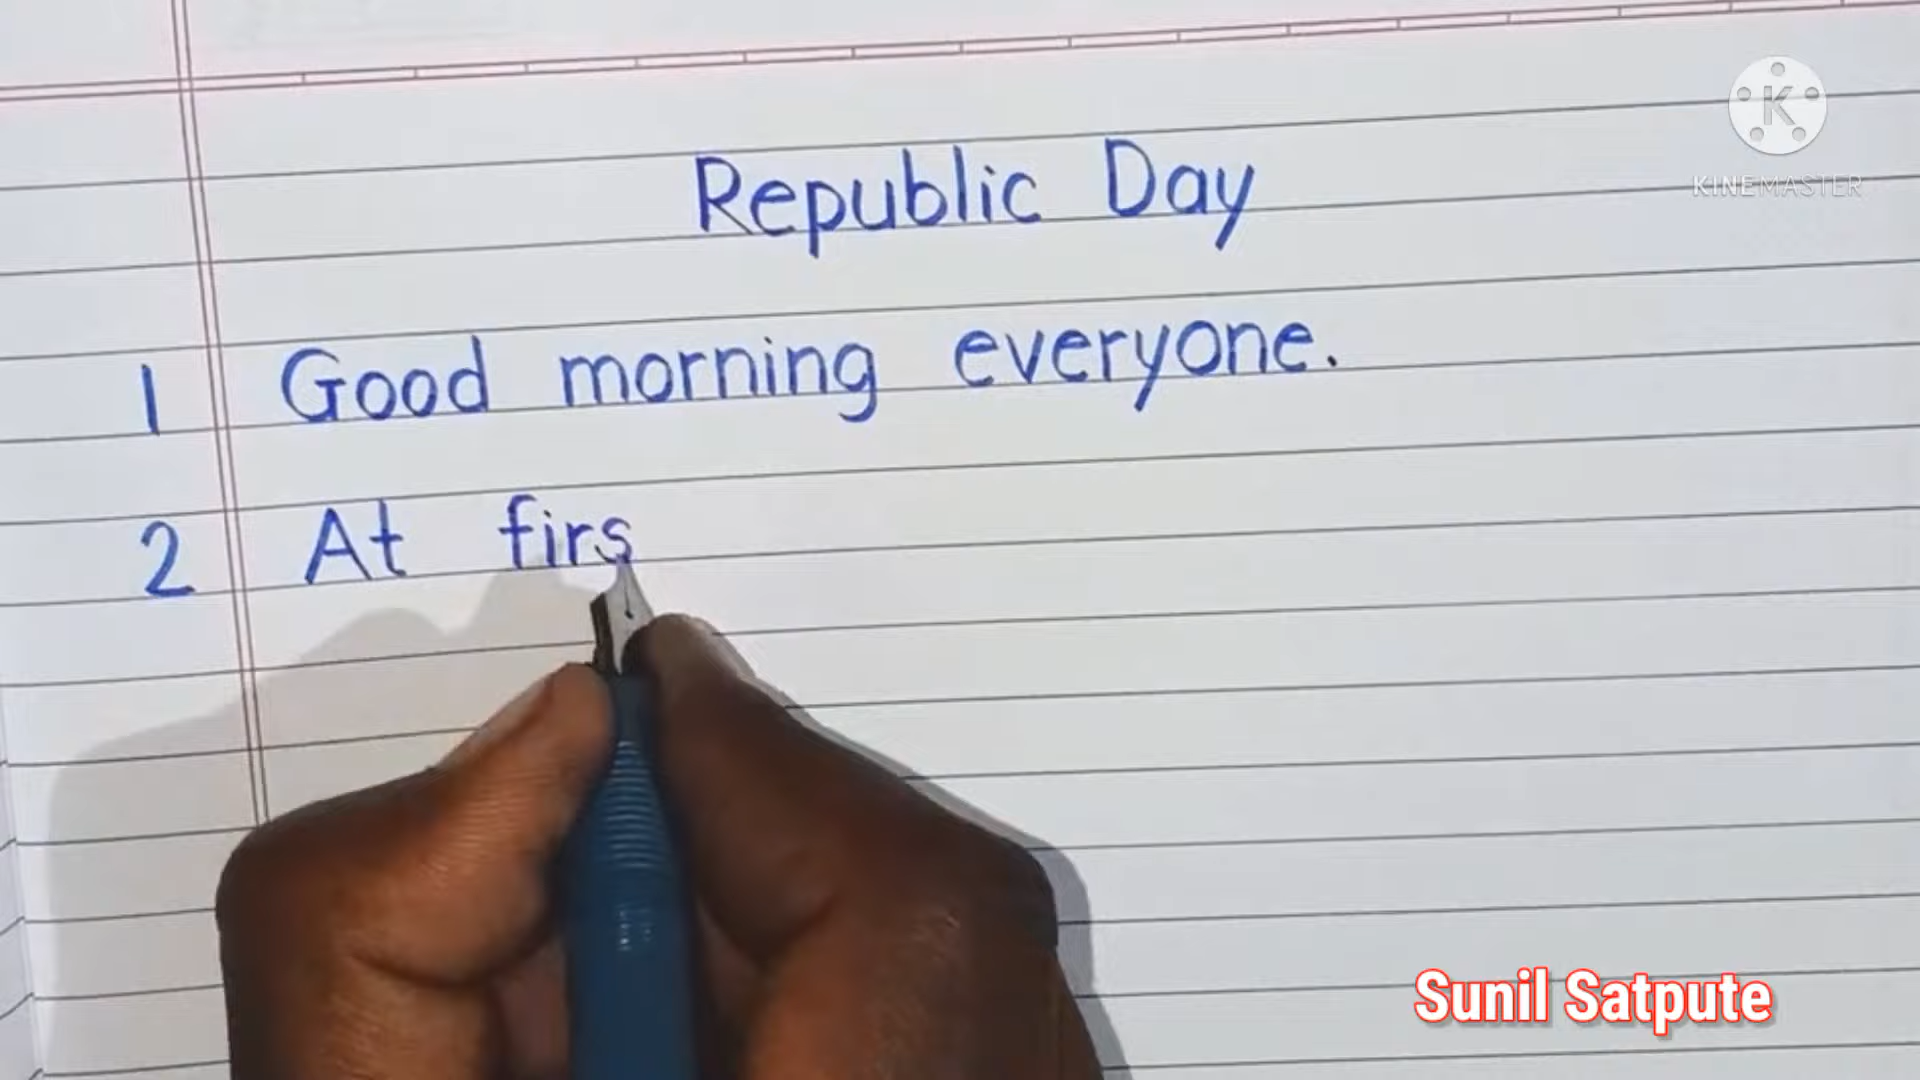 Republic Day
KINEMASTER
1 Good morning everyone.
2 At firs
Sunil Satpute